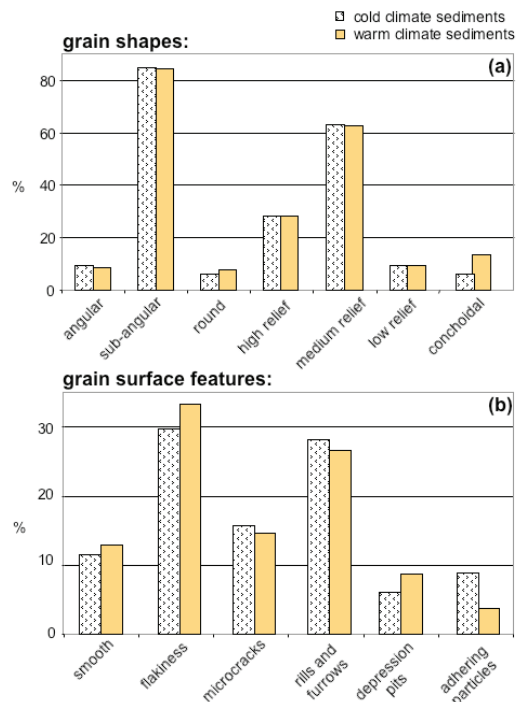 cold climate sediments
warm climate sediments
grain shapes:
(a)
80
60
%
40
20
0
angular
sub-angular
round
high relief
medium relief
low relief
conchoidal
grain surface features:
(b)
30
20
%
10
0
smooth
flakiness
microcracks
rills and
furrows
depression
pits
adhering
particles